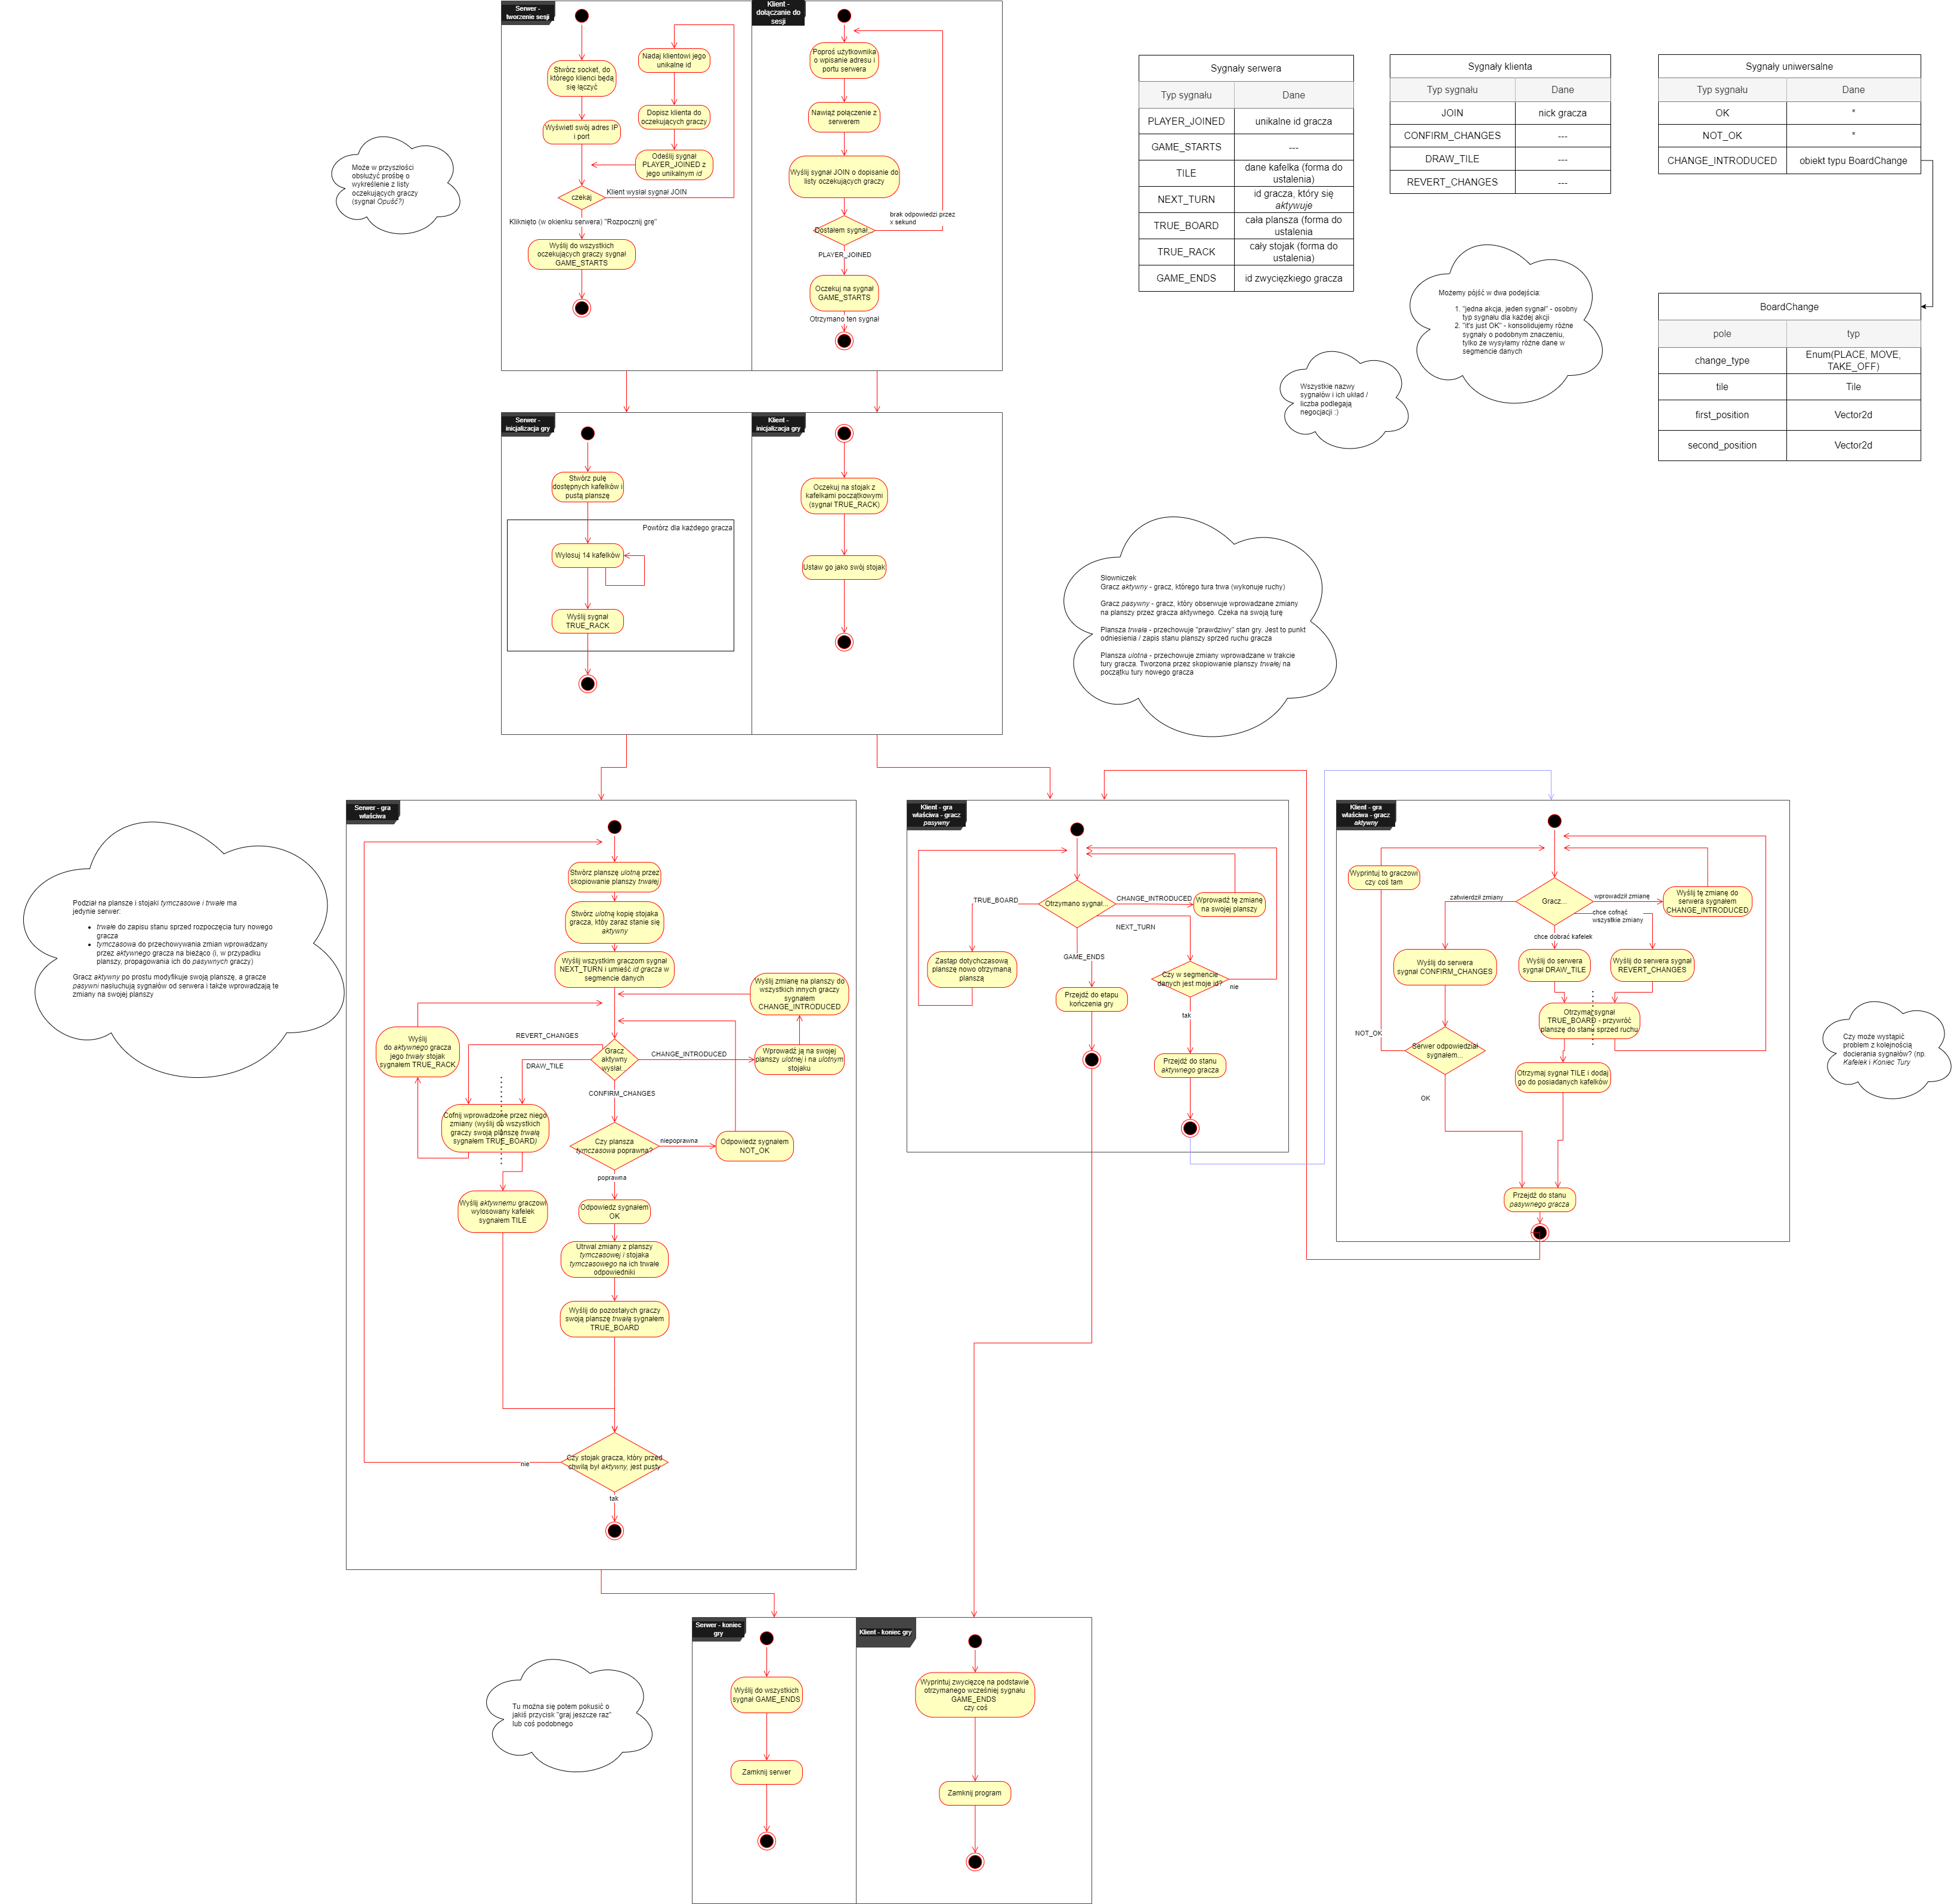 Serwer -
tworzenie sesji
Stwórz socket, do
którego klienci będą
się łączyć
Wyświetl swój adres IP
i port
czekaj
Klient wysłał sygnał JOIN
Nadaj klientowi jego
unikalne id
Dopisz klienta do
oczekujących graczy
Odeślij sygnał
PLAYER_JOINED z
jego unikalnym id
Kliknięto (w okienku serwera) "Rozpocznij grę"
Wyślij do wszystkich
oczekujących graczy sygnał
GAME_STARTS
Klient -
dołączanie do
sesji
Poproś użytkownika
o wpisanie adresu i
portu serwera
Nawiąż połączenie z
serwerem
Wyślij sygnał JOIN o dopisanie do
listy oczekujących graczy
Dostałem sygnał
brak odpowiedzi przez
x sekund
PLAYER_JOINED
Oczekuj na sygnał
GAME_STARTS
Otrzymano ten sygnał
Może w przyszłości
obsłużyć prośbę o
wykreślenie z listy
oczekujących graczy
(sygnał Opuść?)
Sygnały serwera
Typ sygnału Dane
PLAYER_JOINED unikalne id gracza
GAME_STARTS ---
TILE dane kafelka (forma do
ustalenia)
NEXT_TURN id gracza, który się
aktywuje
TRUE_BOARD cała plansza (forma do
ustalenia
TRUE_RACK cały stojak (forma do
ustalenia)
GAME_ENDS id zwycięzkiego gracza
Sygnały klienta
Typ sygnału Dane
JOIN nick gracza
CONFIRM_CHANGES ---
DRAW_TILE ---
REVERT_CHANGES ---
Sygnały uniwersalne
Typ sygnału Dane
OK *
NOT_OK *
CHANGE_INTRODUCED obiekt typu BoardChange
BoardChange
pole typ
change_type Enum(PLACE, MOVE,
TAKE_OFF)
tile Tile
first_position Vector2d
second_position Vector2d
Możemy pójść w dwa podejścia:
1. "jedna akcja, jeden sygnał" - osobny
typ sygnału dla każdej akcji
2. "it's just OK" - konsolidujemy różne
sygnały o podobnym znaczeniu,
tylko że wysyłamy różne dane w
segmencie danych
Wszystkie nazwy
sygnałów i ich układ /
liczba podlegają
negocjacji :)
Serwer -
inicjalizacja gry
Stwórz pulę
dostępnych kafelków i
pustą planszę
Powtórz dla każdego gracza
Wylosuj 14 kafelków
Wyślij sygnał
TRUE_RACK
Klient -
inicjalizacja gry
Oczekuj na stojak z
kafelkami początkowymi
(sygnał TRUE_RACK)
Ustaw go jako swój stojak
Słowniczek
Gracz aktywny - gracz, którego tura trwa (wykonuje ruchy)
Gracz pasywny - gracz, który obserwuje wprowadzane zmiany
na planszy przez gracza aktywnego. Czeka na swoją turę
Plansza trwała - przechowuje "prawdziwy" stan gry. Jest to punkt
odniesienia / zapis stanu planszy sprzed ruchu gracza
Plansza ulotna - przechowuje zmiany wprowadzane w trakcie
tury gracza. Tworzona przez skopiowanie planszy trwałej na
początku tury nowego gracza
Podział na plansze i stojaki tymczasowe i trwałe ma
jedynie serwer:
• trwałe do zapisu stanu sprzed rozpoczęcia tury nowego
gracza
• tymczasowa do przechowywania zmian wprowadzany
przez aktywnego gracza na bieżąco (i, w przypadku
planszy, propagowania ich do pasywnych graczy)
Gracz aktywny po prostu modyfikuje swoją planszę, a gracze
pasywni nasłuchują sygnałów od serwera i także wprowadzają te
zmiany na swojej planszy
Serwer - gra
właściwa
Stwórz planszę ulotną przez
skopiowanie planszy trwałej
Stwórz ulotną kopię stojaka
gracza, któy zaraz stanie się
aktywny
Wyślij wszystkim graczom sygnał
NEXT_TURN i umieść id gracza w
segmencie danych
Wyślij zmianę na planszy do
wszystkich innych graczy
sygnałem
CHANGE_INTRODUCED
REVERT_CHANGES
Wyślij
do aktywnego gracza
jego trwały stojak
sygnałem TRUE_RACK
Gracz
aktywny
wysłał...
CHANGE_INTRODUCED
Wprowadź ją na swojej
planszy ulotnej i na ulotnym
stojaku
DRAW_TILE
CONFIRM_CHANGES
Cofnij wprowadzone przez niego
zmiany (wyślij do wszystkich
graczy swoją planszę trwałą
sygnałem TRUE_BOARD)
Czy plansza
tymczasowa poprawna?
niepoprawna
Odpowiedz sygnałem
NOT_OK
poprawna
Wyślij aktywnemu graczowi
wylosowany kafelek
sygnałem TILE
Odpowiedz sygnałem
OK
Utrwal zmiany z planszy
tymczasowej i stojaka
tymczasowego na ich trwałe
odpowiedniki
Wyślij do pozostałych graczy
swoją planszę trwałą sygnałem
TRUE_BOARD
Czy stojak gracza, który przed
chwilą był aktywny, jest pusty
nie
tak
Klient - gra
właściwa - gracz
pasywny
Otrzymano sygnał...
TRUE_BOARD
CHANGE_INTRODUCED
Wprowadź tę zmianę
na swojej planszy
NEXT_TURN
Zastąp dotychczasową
planszę nowo otrzymaną
planszą
GAME_ENDS
Przejdź do etapu
kończenia gry
Czy w segmencie
danych jest moje id?
nie
tak
Przejdź do stanu
aktywnego gracza
Klient - gra
właściwa - gracz
aktywny
Wyprintuj to graczowi
czy coś tam
Gracz...
zatwierdził zmiany
wprowadził zmianę
Wyślij tę zmianę do
serwera sygnałem
CHANGE_INTRODUCED
chce cofnąć
wszystkie zmiany
chce dobrać kafelek
Wyślij do serwera
sygnał CONFIRM_CHANGES
Wyślij do serwera
sygnał DRAW_TILE
Wyślij do serwera sygnał
REVERT_CHANGES
Otrzymaj sygnał
TRUE_BOARD - przywróć
planszę do stanu sprzed ruchu
NOT_OK
Serwer odpowiedział
sygnałem...
Otrzymaj sygnał TILE i dodaj
go do posiadanych kafelków
OK
Przejdź do stanu
pasywnego gracza
Czy może wystąpić
problem z kolejnością
docierania sygnałów? (np.
Kafelek i Koniec Tury
Serwer - koniec
gry
Wyślij do wszystkich
sygnał GAME_ENDS
Zamknij serwer
Klient - koniec gry
Wyprintuj zwycięzcę na podstawie
otrzymanego wcześniej sygnału
GAME_ENDS
czy coś
Zamknij program
Tu można się potem pokusić o
jakiś przycisk "graj jeszcze raz"
lub coś podobnego